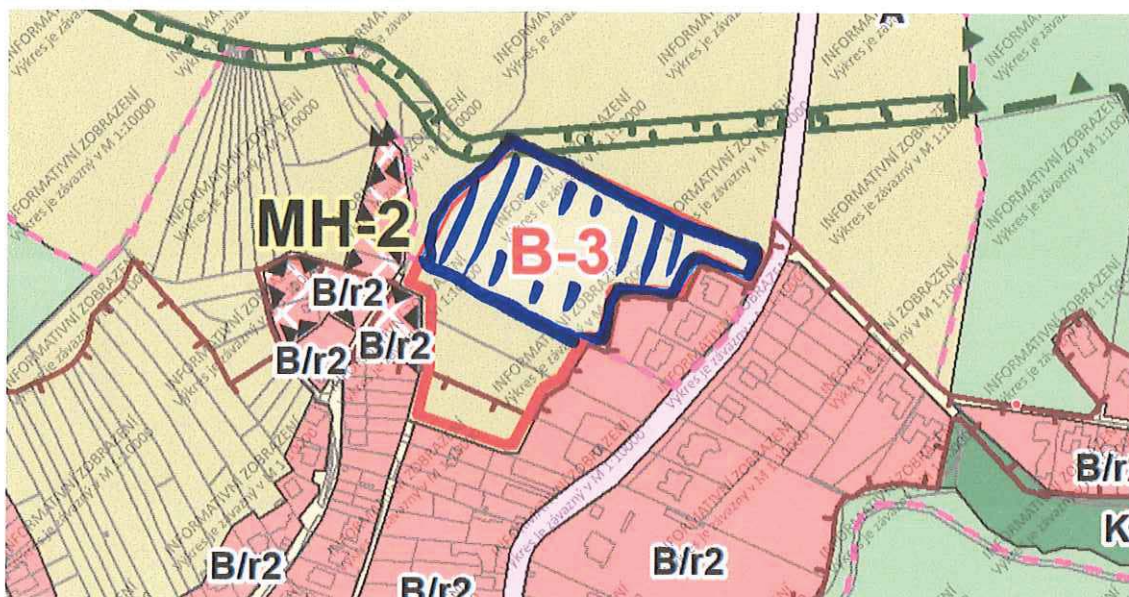 A
INFORMATIVNÍ ZOBRAZENÍ
Výkres je závazný v M 1:10000
MH-2
B-3
B/r2
B/r2
B/r2
B/r2
B/r2
B/r2
B/r
K